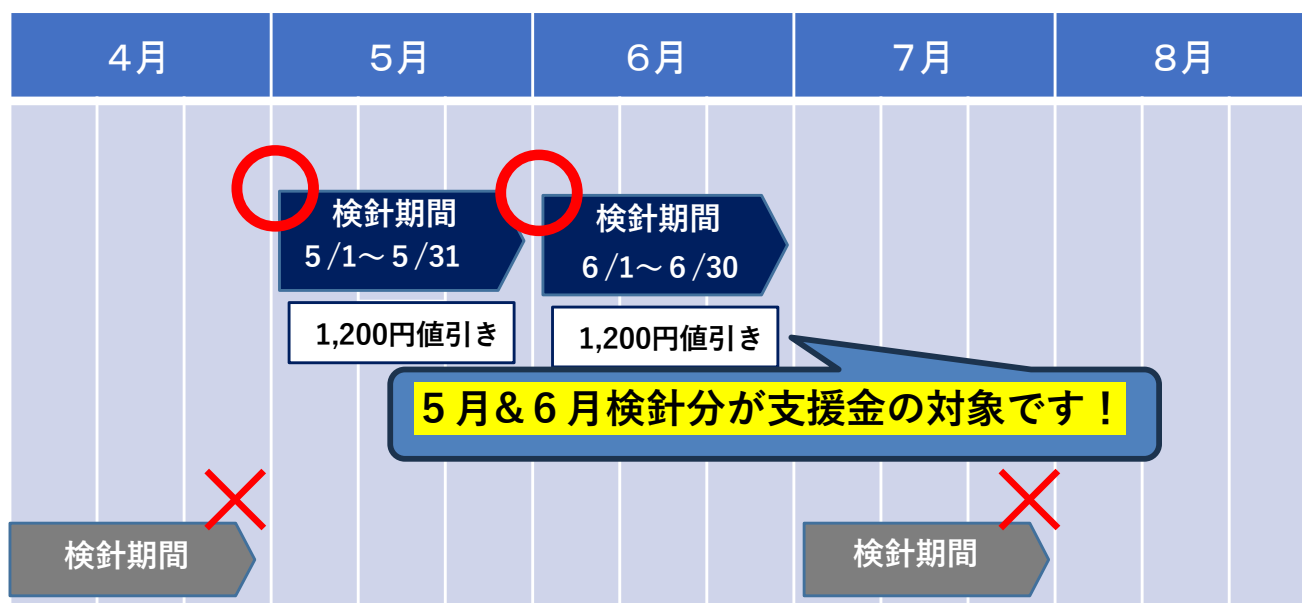 4月
5月
6月
7月
8月
検針期間
5/1～5/31
検針期間
6/1～6/30
1,200円値引き
1,200円値引き
5月&6月検針分が支援金の対象です！
検針期間
検針期間